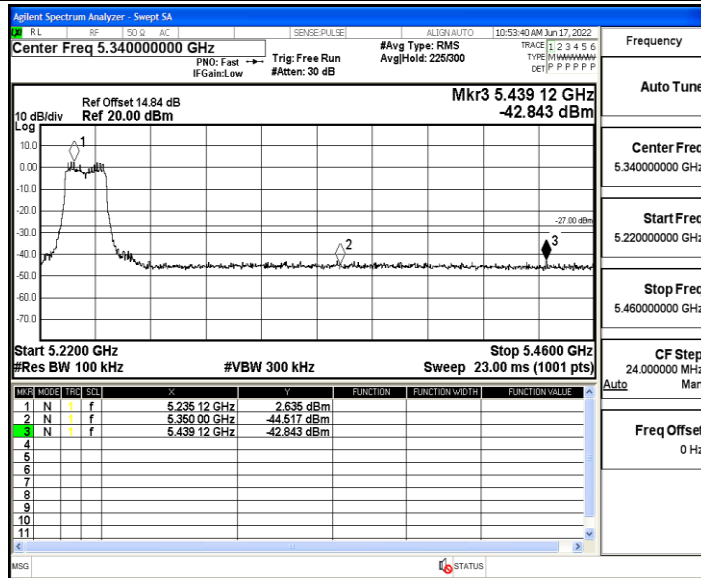 Agilent Spectrum Analyzer - Swept SA
RL RF 50 Ω AC SENSE:PULSE ALIGN AUTO 10:53:40 AM Jun 17, 2022
Center Freq 5.340000000 GHz
PNO: Fast
IFGain:Low
Trig: Free Run
#Atten: 30 dB
#Avg Type: RMS
Avg|Hold: 225/300
TRACE 1 2 3 4 5 6
TYPE MWWWWW
DET P P P P P P
Ref Offset 14.84 dB
10 dB/div Ref 20.00 dBm
Log
Mkr3 5.439 12 GHz
-42.843 dBm
10.0
0.00
-10.0
-20.0
-30.0
-40.0
-50.0
-60.0
-70.0
1
2
3
-27.00 dBm
Start 5.2200 GHz Stop 5.4600 GHz
#Res BW 100 kHz #VBW 300 kHz Sweep 23.00 ms (1001 pts)
MKR MODE TRC SCL X Y FUNCTION FUNCTION WIDTH FUNCTION VALUE
1 N 1 f 5.235 12 GHz 2.635 dBm
2 N 1 f 5.350 00 GHz -44.517 dBm
3 N 1 f 5.439 12 GHz -42.843 dBm
4
5
6
7
8
9
10
11
MSG STATUS
Frequency
Auto Tune
Center Freq
5.340000000 GHz
Start Freq
5.220000000 GHz
Stop Freq
5.460000000 GHz
CF Step
24.000000 MHz
Auto Man
Freq Offset
0 Hz